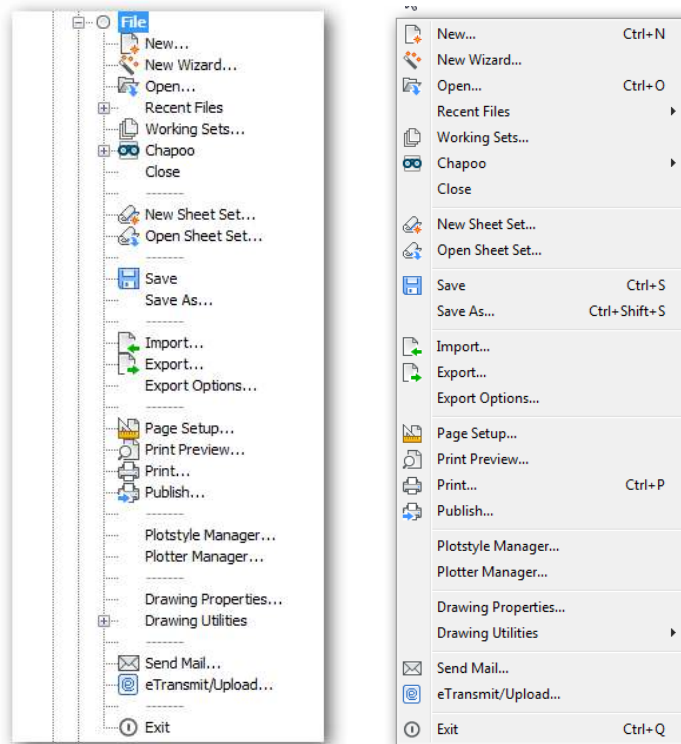 File
New...
New Wizard...
Open...
Recent Files
Working Sets...
Chapoo
Close
-------
New Sheet Set...
Open Sheet Set...
-------
Save
Save As...
-------
Import...
Export...
Export Options...
-------
Page Setup...
Print Preview...
Print...
Publish...
-------
Plotstyle Manager...
Plotter Manager...
-------
Drawing Properties...
Drawing Utilities
-------
Send Mail...
eTransmit/Upload...
-------
Exit
New... Ctrl+N
New Wizard...
Open... Ctrl+O
Recent Files
Working Sets...
Chapoo
Close
New Sheet Set...
Open Sheet Set...
Save Ctrl+S
Save As... Ctrl+Shift+S
Import...
Export...
Export Options...
Page Setup...
Print Preview...
Print... Ctrl+P
Publish...
Plotstyle Manager...
Plotter Manager...
Drawing Properties...
Drawing Utilities
Send Mail...
eTransmit/Upload...
Exit Ctrl+Q